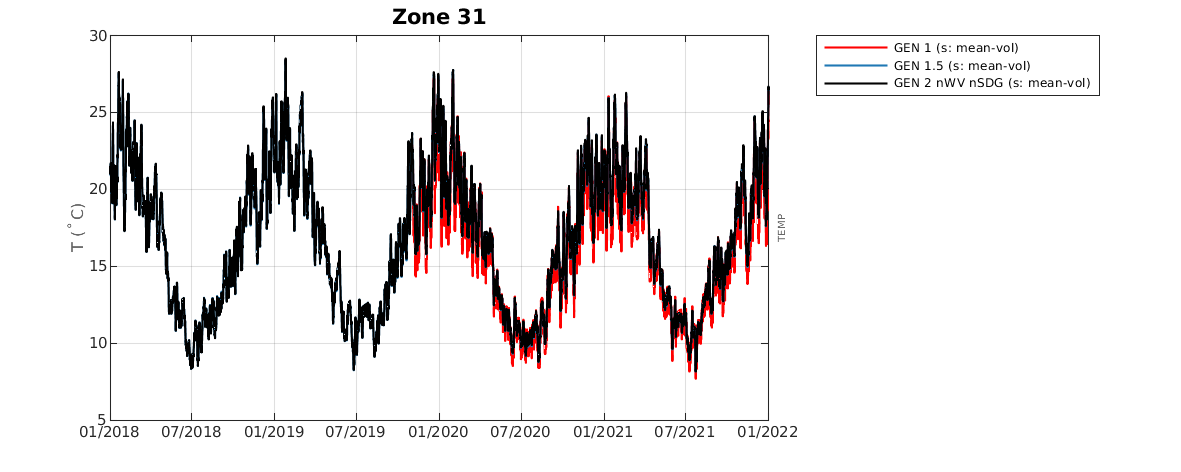 Zone 31
GEN 1 (s: mean-vol)
GEN 1.5 (s: mean-vol)
GEN 2 nWV nSDG (s: mean-vol)
T (°C)
30
25
20
15
10
5
01/2018 07/2018 01/2019 07/2019 01/2020 07/2020 01/2021 07/2021 01/2022
TEMP